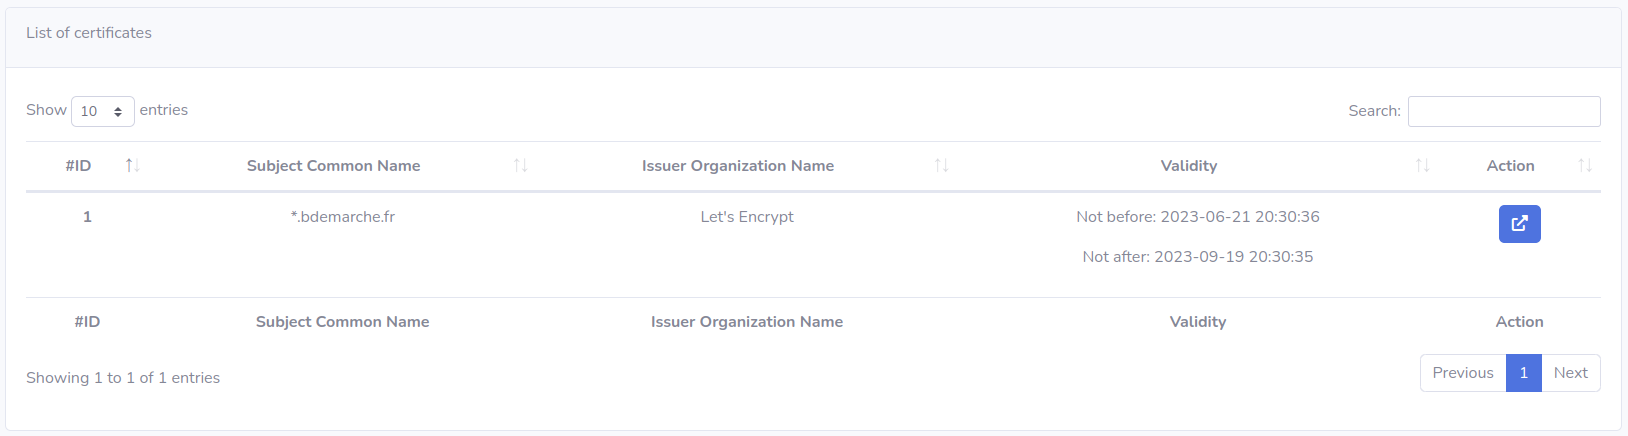 List of certificates
Show 10 entries
Search:
#ID Subject Common Name Issuer Organization Name Validity Action
1 *.bdemarche.fr Let's Encrypt Not before: 2023-06-21 20:30:36
Not after: 2023-09-19 20:30:35
#ID Subject Common Name Issuer Organization Name Validity Action
Showing 1 to 1 of 1 entries
Previous 1 Next